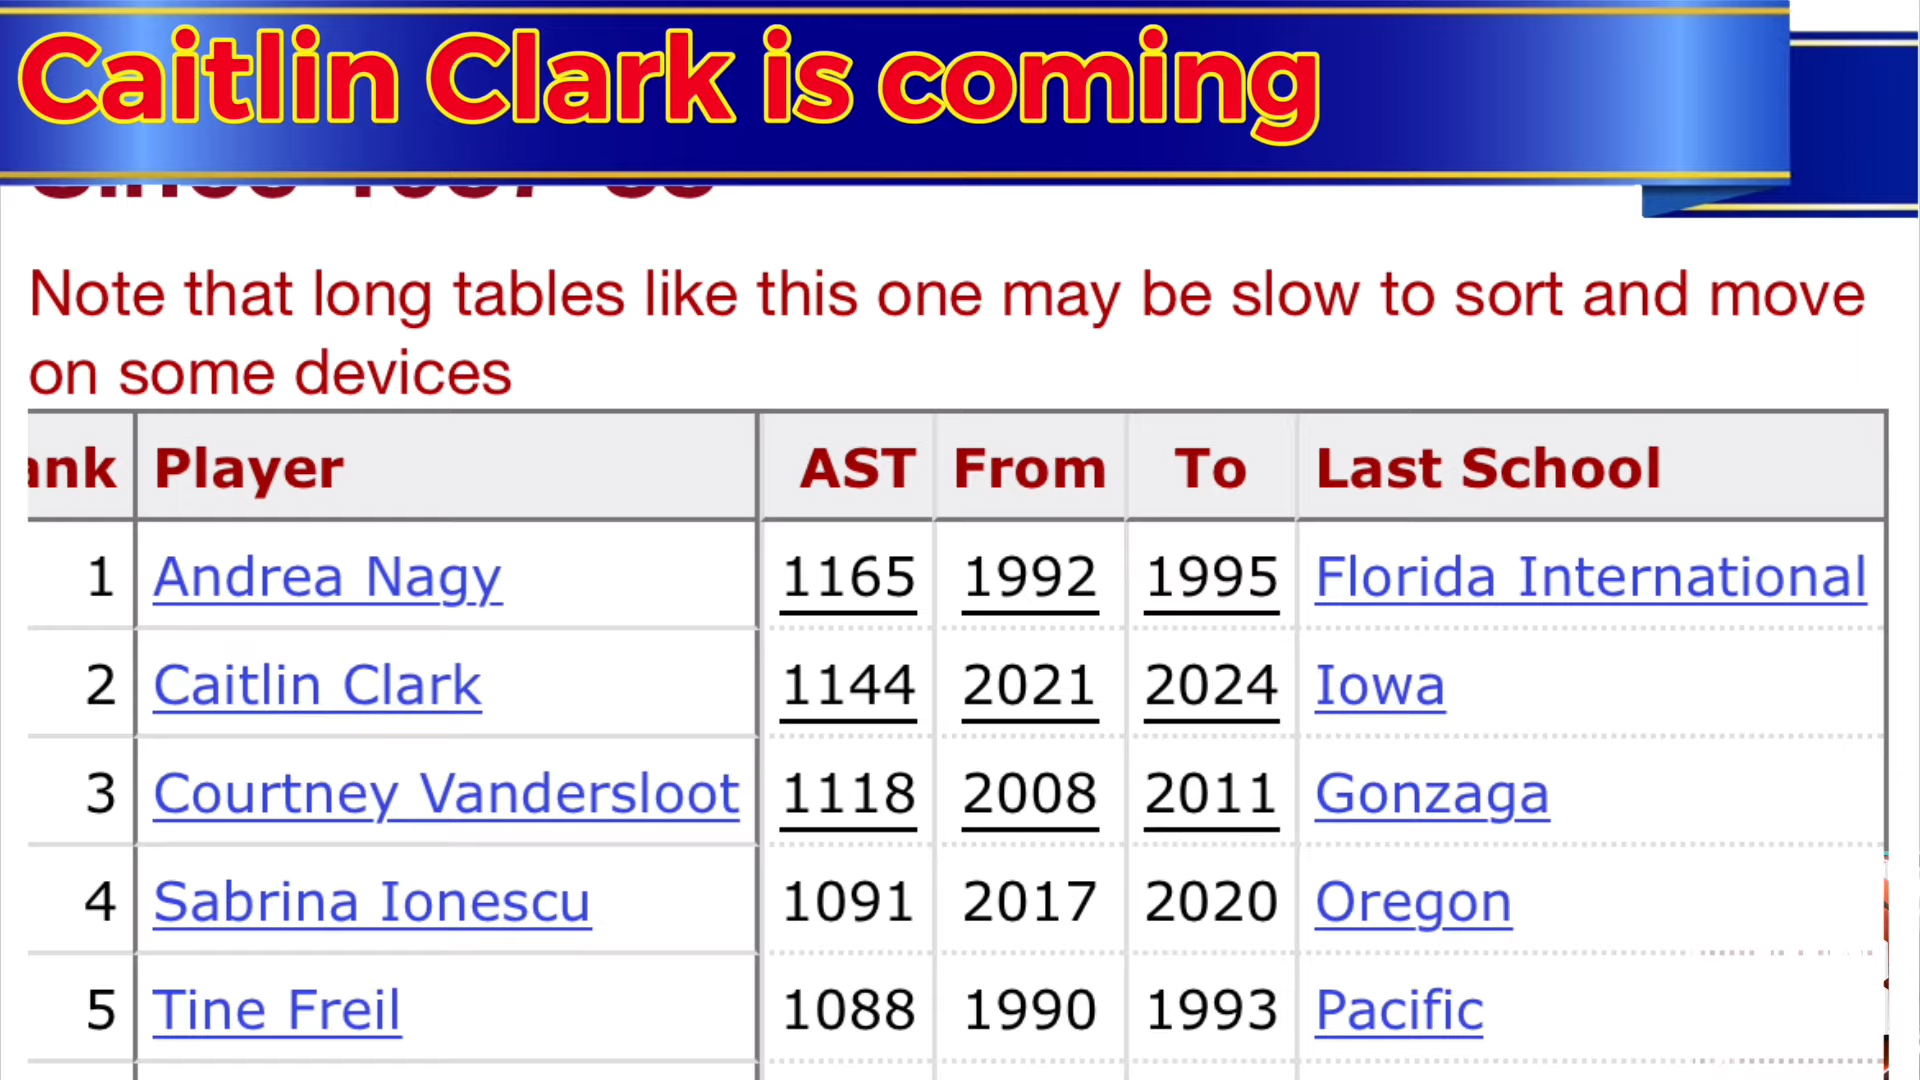 Caitlin Clark is coming
Note that long tables like this one may be slow to sort and move
on some devices
ank Player AST From To Last School
1 Andrea Nagy 1165 1992 1995 Florida International
2 Caitlin Clark 1144 2021 2024 Iowa
3 Courtney Vandersloot 1118 2008 2011 Gonzaga
4 Sabrina Ionescu 1091 2017 2020 Oregon
5 Tine Freil 1088 1990 1993 Pacific